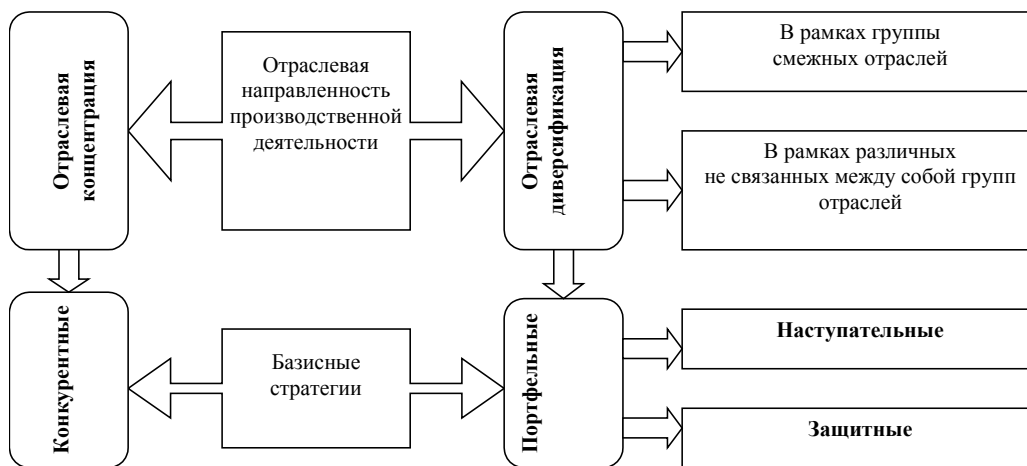 Отраслевая
концентрация
Отраслевая
направленность
производственной
деятельности
Отраслевая
диверсификация
В рамках группы
смежных отраслей
В рамках различных
не связанных между собой групп
отраслей
Конкурентные
Базисные
стратегии
Портфельные
Наступательные
Защитные